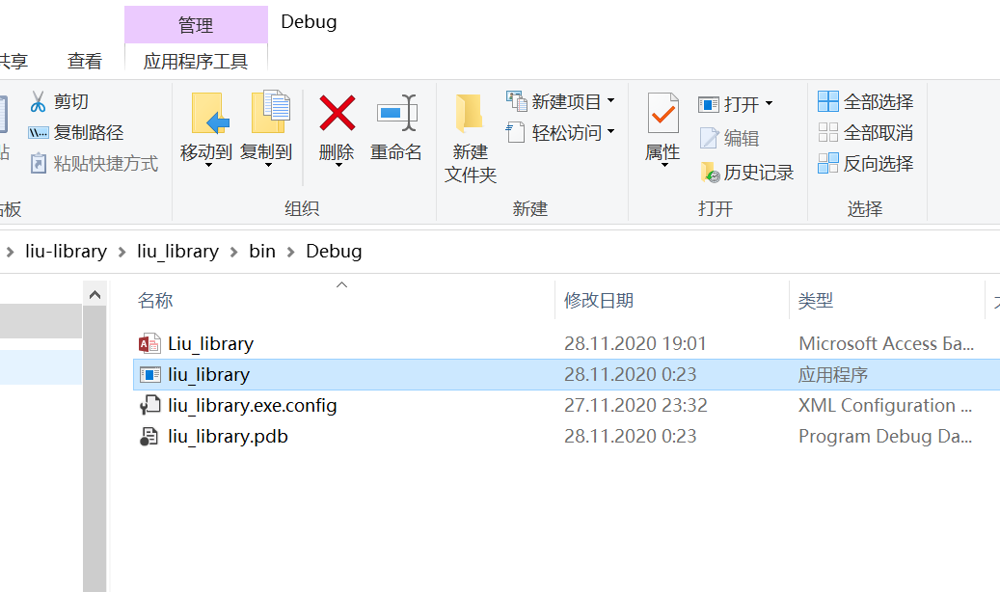 管理
Debug
共享
查看
应用程序工具
剪切
复制路径
粘贴快捷方式
移动到
复制到
删除
重命名
新建
文件夹
新建项目
轻松访问
属性
打开
编辑
历史记录
全部选择
全部取消
反向选择
组织
新建
打开
选择
liu-library
liu_library
bin
Debug
名称
修改日期
类型
Liu_library 28.11.2020 19:01 Microsoft Access Ба...
liu_library 28.11.2020 0:23 应用程序
liu_library.exe.config 27.11.2020 23:32 XML Configuration ...
liu_library.pdb 28.11.2020 0:23 Program Debug Da...